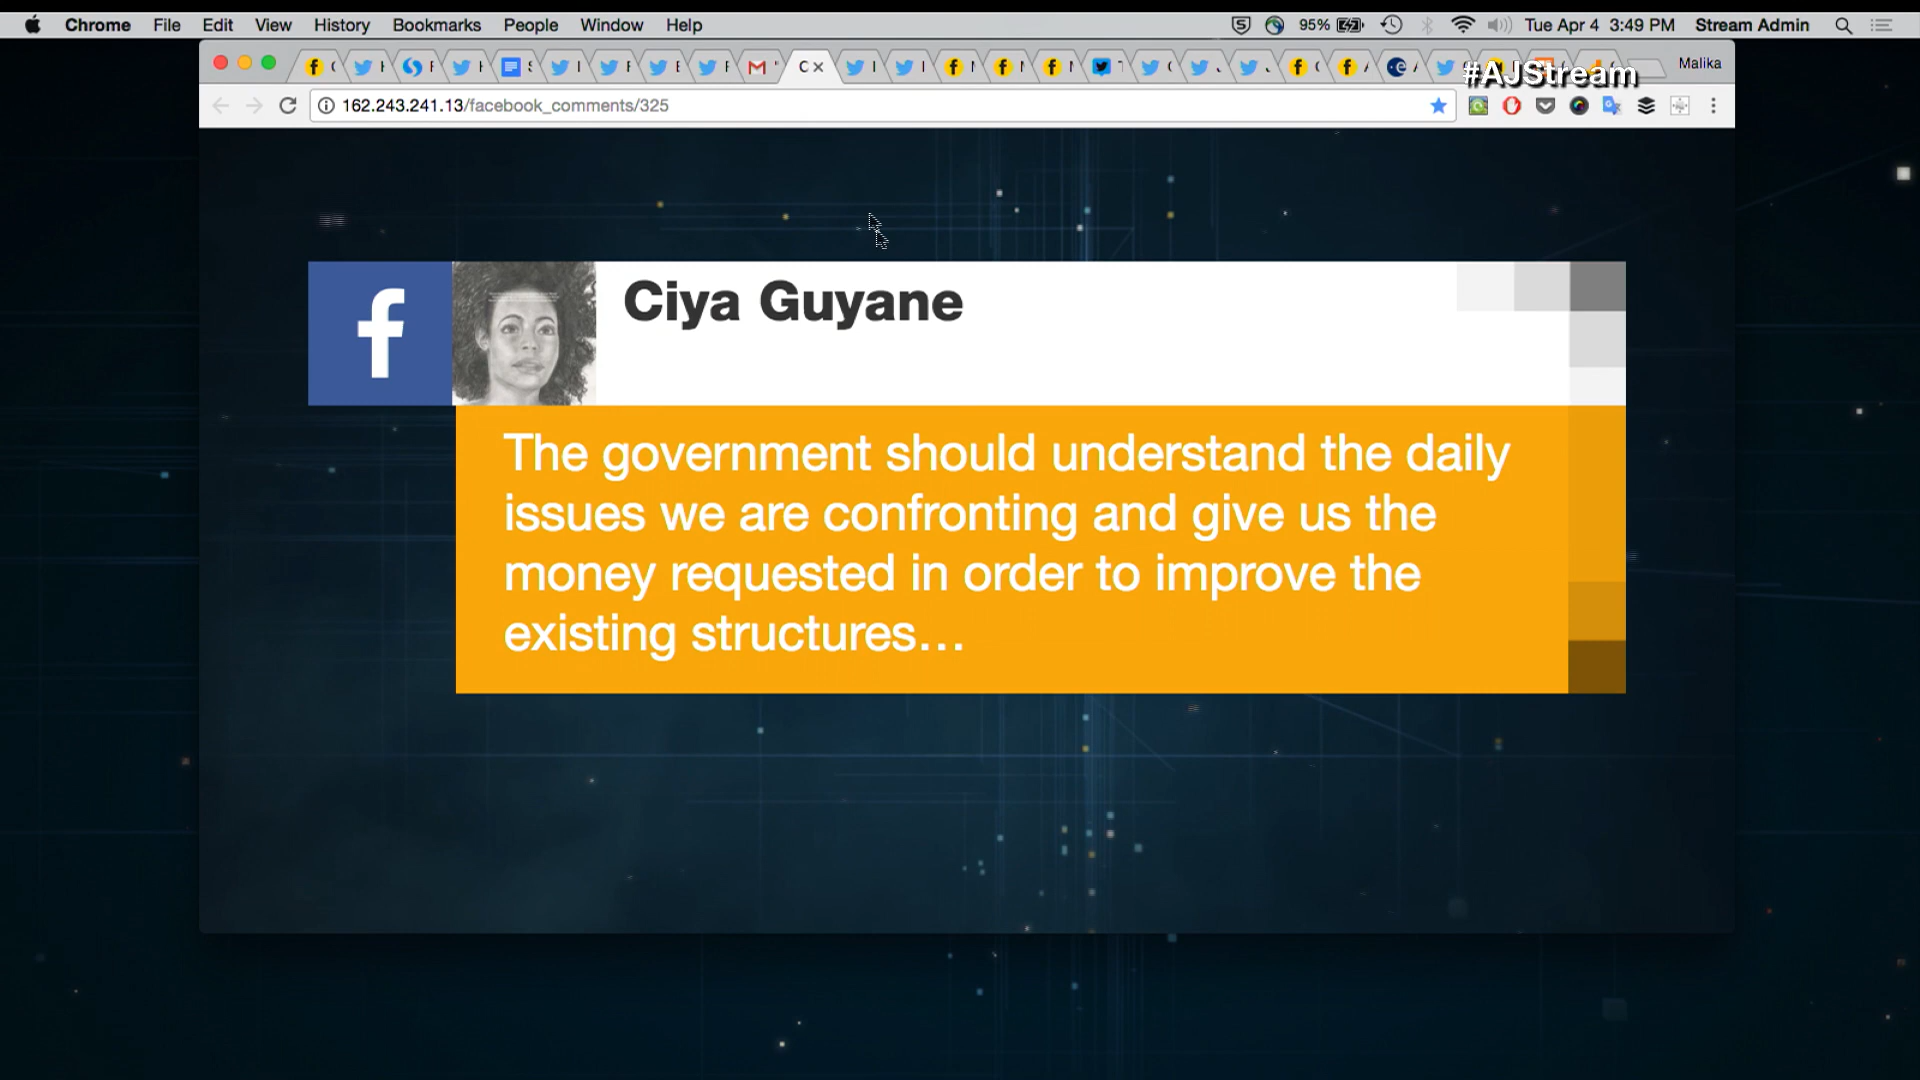 Chrome File Edit View History Bookmarks People Window Help 95% Tue Apr 4 3:49 PM Stream Admin
Malika
#AJStream
162.243.241.13/facebook_comments/325
f
Ciya Guyane
The government should understand the daily
issues we are confronting and give us the
money requested in order to improve the
existing structures...